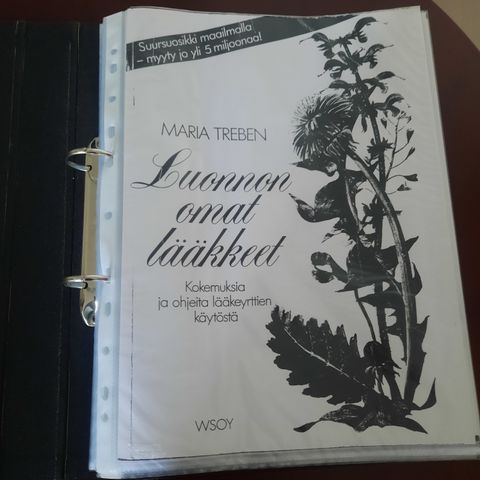 Suursuosikki maailmalla
– myyty jo yli 5 miljoonaa!
MARIA TREBEN
Luonnon
omat
lääkkeet
Kokemuksia
ja ohjeita lääkeyrttien
käytöstä
WSOY